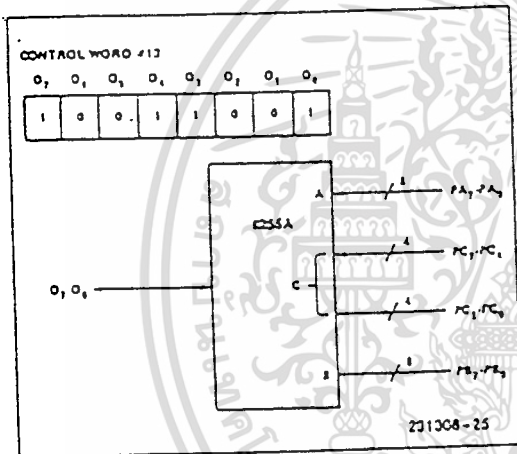 CONTROL WORD #13
D₇ D₆ D₅ D₄ D₃ D₂ D₁ D₀
1 0 0 1 1 0 0 1
8255A
A
8
PA₇-PA₀
4
PC₇-PC₄
C
D₇ D₀
4
PC₃-PC₀
B
8
PB₇-PB₀
231308-25